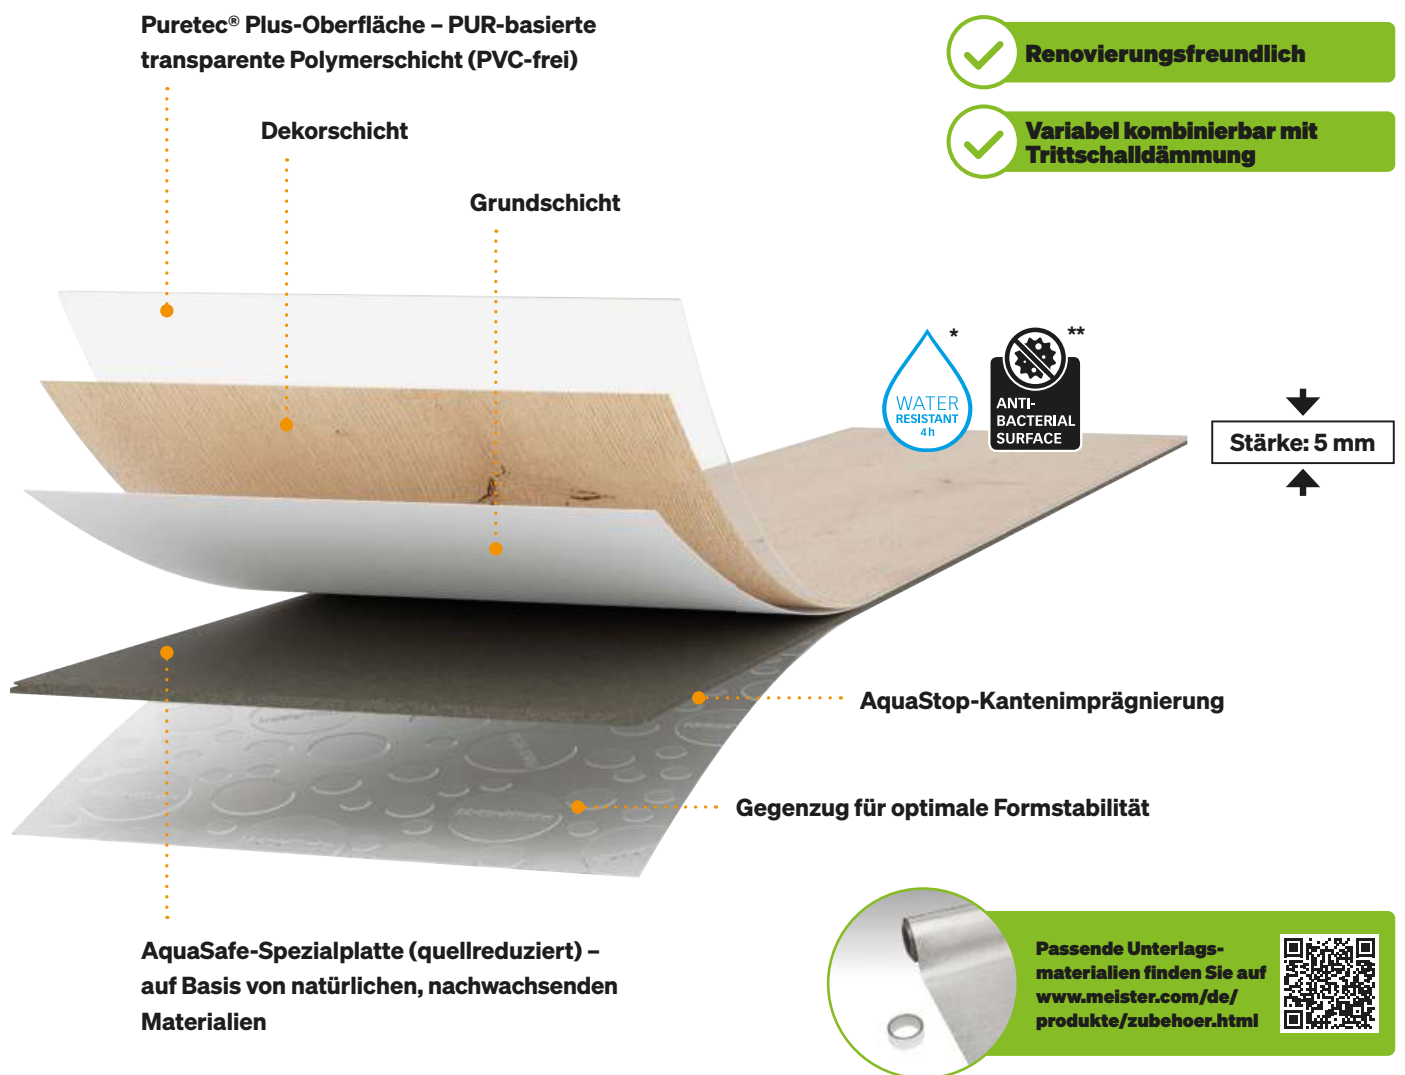 Puretec® Plus-Oberfläche – PUR-basierte
transparente Polymerschicht (PVC-frei)
Dekorschicht
Grundschicht
Renovierungsfreundlich
Variabel kombinierbar mit
Trittschalldämmung
*
WATER
RESISTANT
4 h
**
ANTI-
BACTERIAL
SURFACE
Stärke: 5 mm
AquaStop-Kantenimprägnierung
Gegenzug für optimale Formstabilität
AquaSafe-Spezialplatte (quellreduziert) –
auf Basis von natürlichen, nachwachsenden
Materialien
Passende Unterlags-
materialien finden Sie auf
www.meister.com/de/
produkte/zubehoer.html